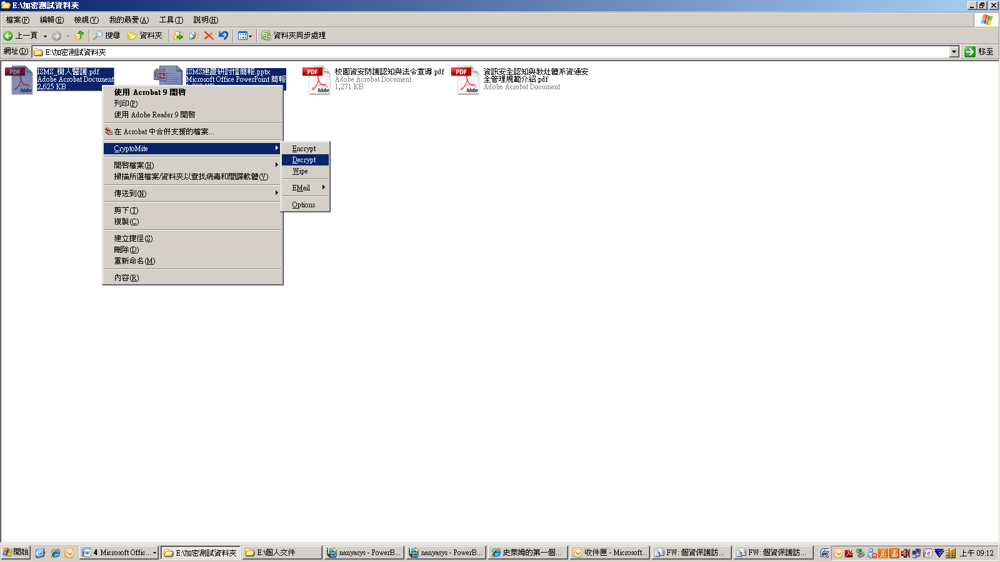 E:\加密測試資料夾
檔案(F) 編輯(E) 檢視(V) 我的最愛(A) 工具(T) 說明(H)
上一頁 搜尋 資料夾 資料夾同步處理
網址(D) E:\加密測試資料夾 移至
ISMS_樹人醫護.pdf
Adobe Acrobat Document
2,625 KB
ISMS建置研討禮簡報.pptx
Microsoft Office PowerPoint 簡報
校園資安防護認知與法令宣導.pdf
Adobe Acrobat Document
1,271 KB
資訊安全認知與教育體系資通安
全管理規範介紹.pdf
Adobe Acrobat Document
使用 Acrobat 9 開啓
列印(P)
使用 Adobe Reader 9 開啓
在 Acrobat 中合併支援的檔案...
CryptoMite
開啓檔案(H)
掃描所選檔案/資料夾以查找病毒和間諜軟體(V)
傳送到(N)
剪下(T)
複製(C)
建立捷徑(S)
刪除(D)
重新命名(M)
內容(R)
Encrypt
Decrypt
Wipe
EMail
Options
開始
4 Microsoft Offic...
E:\加密測試資料夾
E:\個人文件
nanyasys - PowerB...
nanyasys - PowerB...
史萊姆的第一個...
收件匣 - Microsoft...
FW: 個資保護訪...
FW: 個資保護訪...
上午 09:12